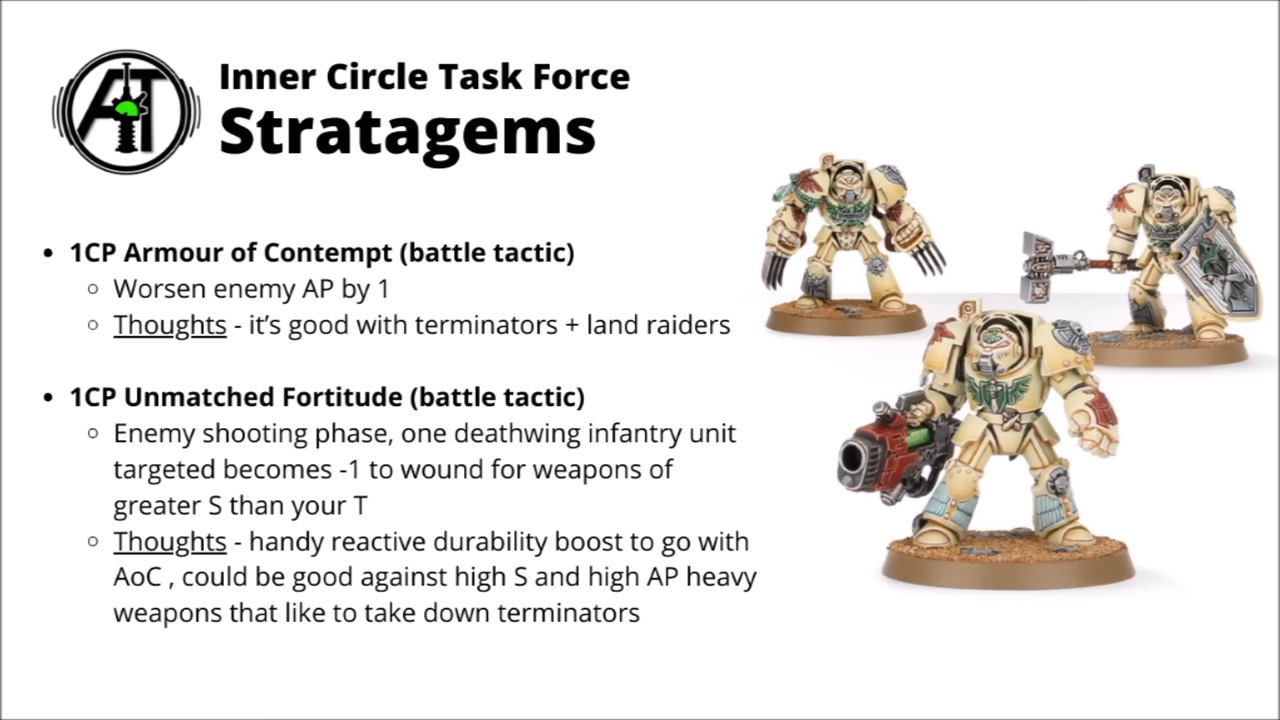 AT
Inner Circle Task Force
Stratagems
• 1CP Armour of Contempt (battle tactic)
○ Worsen enemy AP by 1
○ Thoughts - it’s good with terminators + land raiders
• 1CP Unmatched Fortitude (battle tactic)
○ Enemy shooting phase, one deathwing infantry unit
targeted becomes -1 to wound for weapons of
greater S than your T
○ Thoughts - handy reactive durability boost to go with
AoC , could be good against high S and high AP heavy
weapons that like to take down terminators